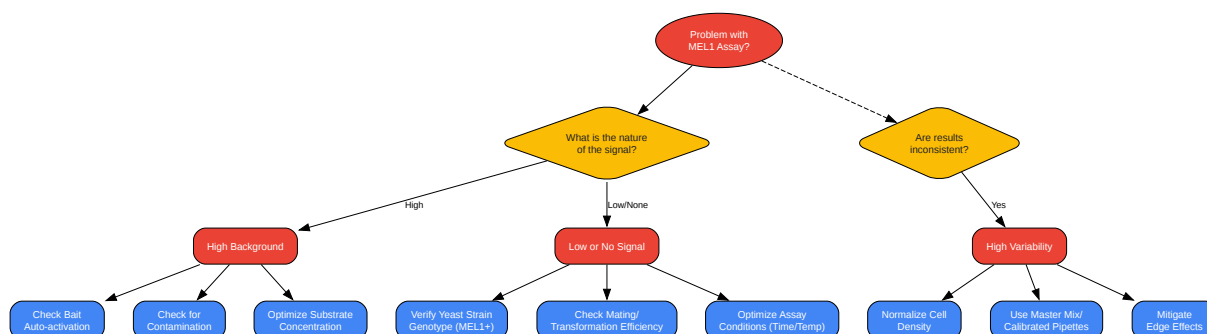 Problem with
MEL1 Assay?
What is the nature
of the signal?
Are results
inconsistent?
High
Low/None
Yes
High Background
Low or No Signal
High Variability
Check Bait
Auto-activation
Check for
Contamination
Optimize Substrate
Concentration
Verify Yeast Strain
Genotype (MEL1+)
Check Mating/
Transformation Efficiency
Optimize Assay
Conditions (Time/Temp)
Normalize Cell
Density
Use Master Mix/
Calibrated Pipettes
Mitigate
Edge Effects